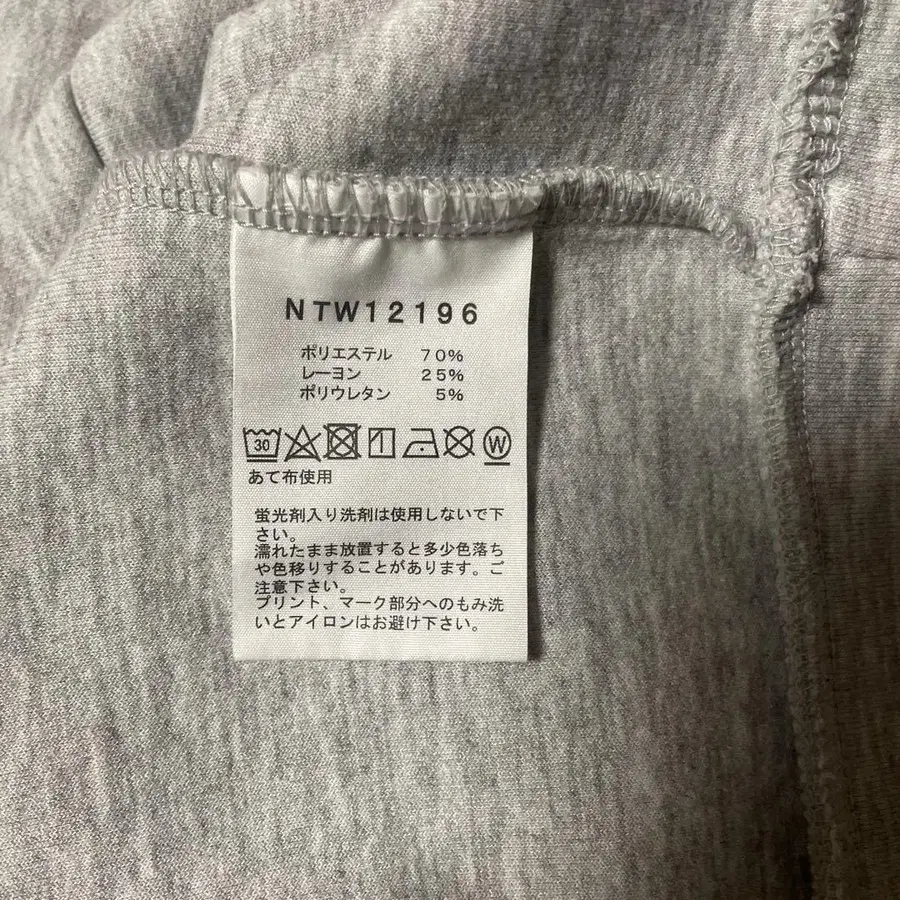 NTW12196
ポリエステル 70%
レーヨン 25%
ポリウレタン 5%
30 W
あて布使用
蛍光剤入り洗剤は使用しないで下
さい。
濡れたまま放置すると多少色落ち
や色移りすることがあります。ご
注意下さい。
プリント、マーク部分へのもみ洗
いとアイロンはお避け下さい。